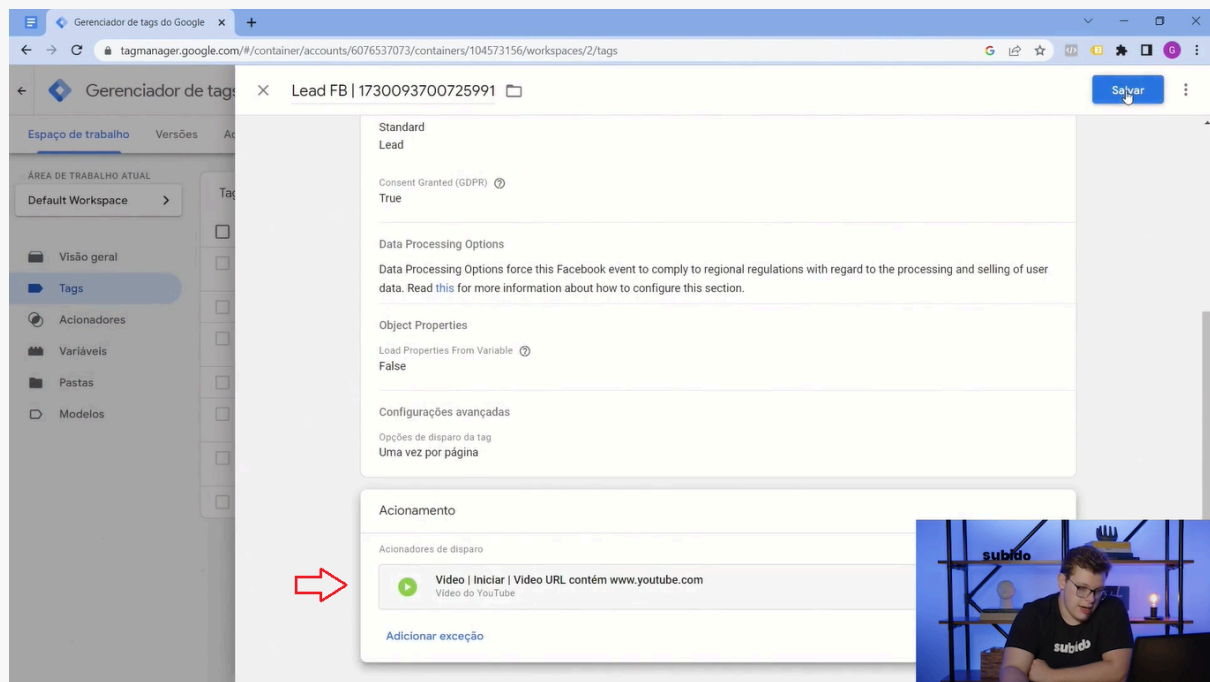 Gerenciador de tags do Google
tagmanager.google.com/#/container/accounts/6076537073/containers/104573156/workspaces/2/tags
G
Gerenciador de tags
Lead FB | 1730093700725991
Salvar
Espaço de trabalho
Versões
ÁREA DE TRABALHO ATUAL
Default Workspace
Visão geral
Tags
Acionadores
Variáveis
Pastas
Modelos
Standard
Lead
Consent Granted (GDPR)
True
Data Processing Options
Data Processing Options force this Facebook event to comply to regional regulations with regard to the processing and selling of user
data. Read this for more information about how to configure this section.
Object Properties
Load Properties From Variable
False
Configurações avançadas
Opções de disparo da tag
Uma vez por página
Acionamento
Acionadores de disparo
Video | Iniciar | Video URL contém www.youtube.com
Vídeo do YouTube
Adicionar exceção
subido
subido